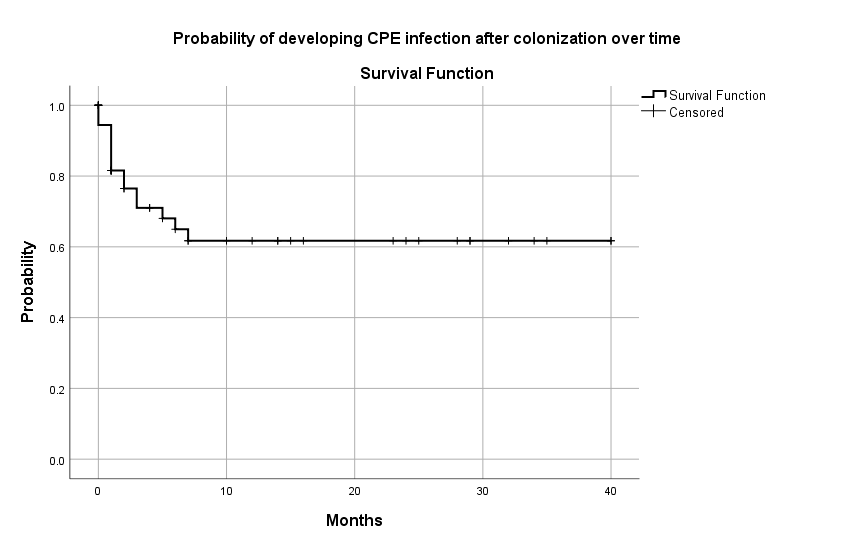 Probability of developing CPE infection after colonization over time
Survival Function
Survival Function
Censored
1.0
0.8
0.6
0.4
0.2
0.0
Probability
0 10 20 30 40
Months